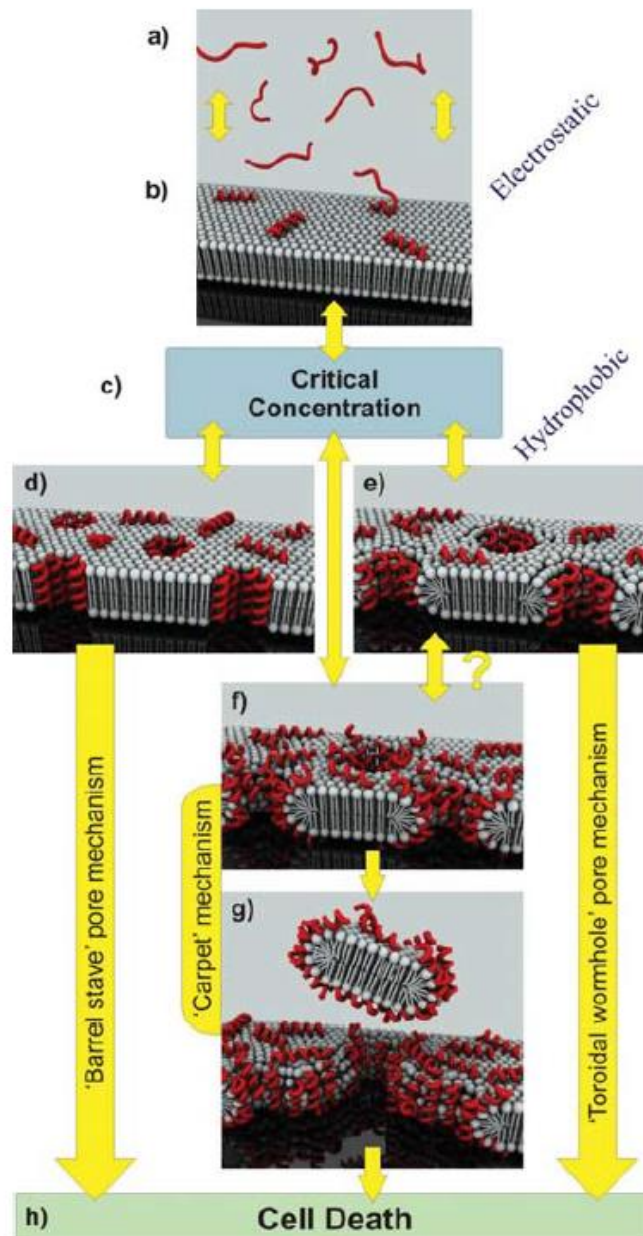 a)
Electrostatic
b)
c)
Critical
Concentration
Hydrophobic
d)
e)
?
f)
'Barrel stave' pore mechanism
'Carpet' mechanism
'Toroidal wormhole' pore mechanism
g)
h)
Cell Death